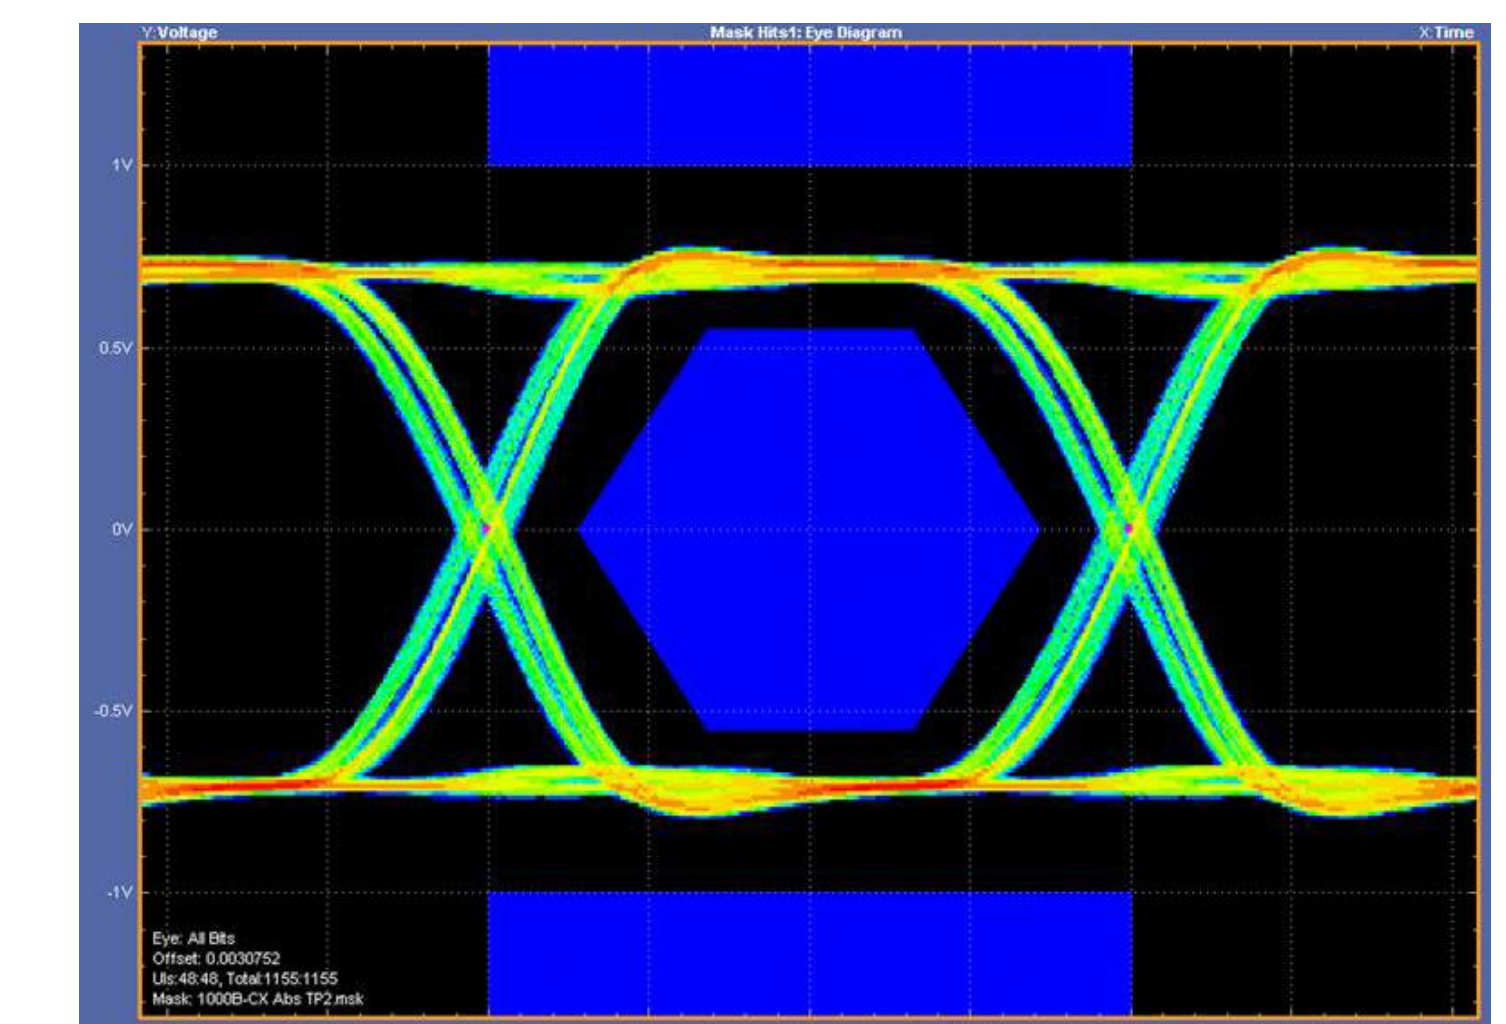 Y:Voltage
Mask Hits1: Eye Diagram
X:Time
1V
0.5V
0V
-0.5V
-1V
Eye: All Bits
Offset: 0.0030752
UIs:48:48, Total:1155:1155
Mask: 1000B-CX Abs TP2.msk